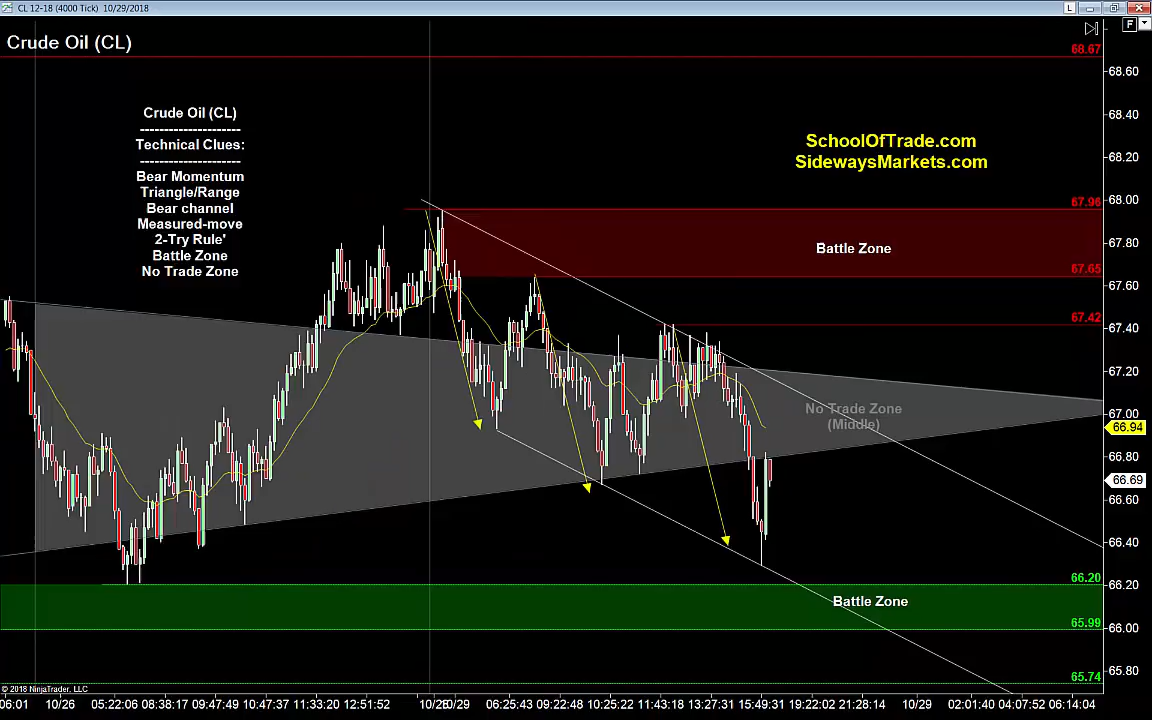 CL 12-18 (4000 Tick) 10/29/2018
L
F
Crude Oil (CL)
68.67
68.60
68.40
68.20
68.00
67.96
67.80
67.65
67.60
67.42
67.40
67.20
67.00
66.94
66.80
66.69
66.60
66.40
66.20
66.20
66.00
65.99
65.80
65.74
Crude Oil (CL)
---------------------
Technical Clues:
---------------------
Bear Momentum
Triangle/Range
Bear channel
Measured-move
2-Try Rule'
Battle Zone
No Trade Zone
SchoolOfTrade.com
SidewaysMarkets.com
Battle Zone
No Trade Zone
(Middle)
Battle Zone
© 2018 NinjaTrader, LLC
06:01 10/26 05:22:06 08:38:17 09:47:49 10:47:37 11:33:20 12:51:52 10/29 06:25:43 09:22:48 10:25:22 11:43:18 13:27:31 15:49:31 19:22:02 21:28:14 10/29 02:01:40 04:07:52 06:14:04